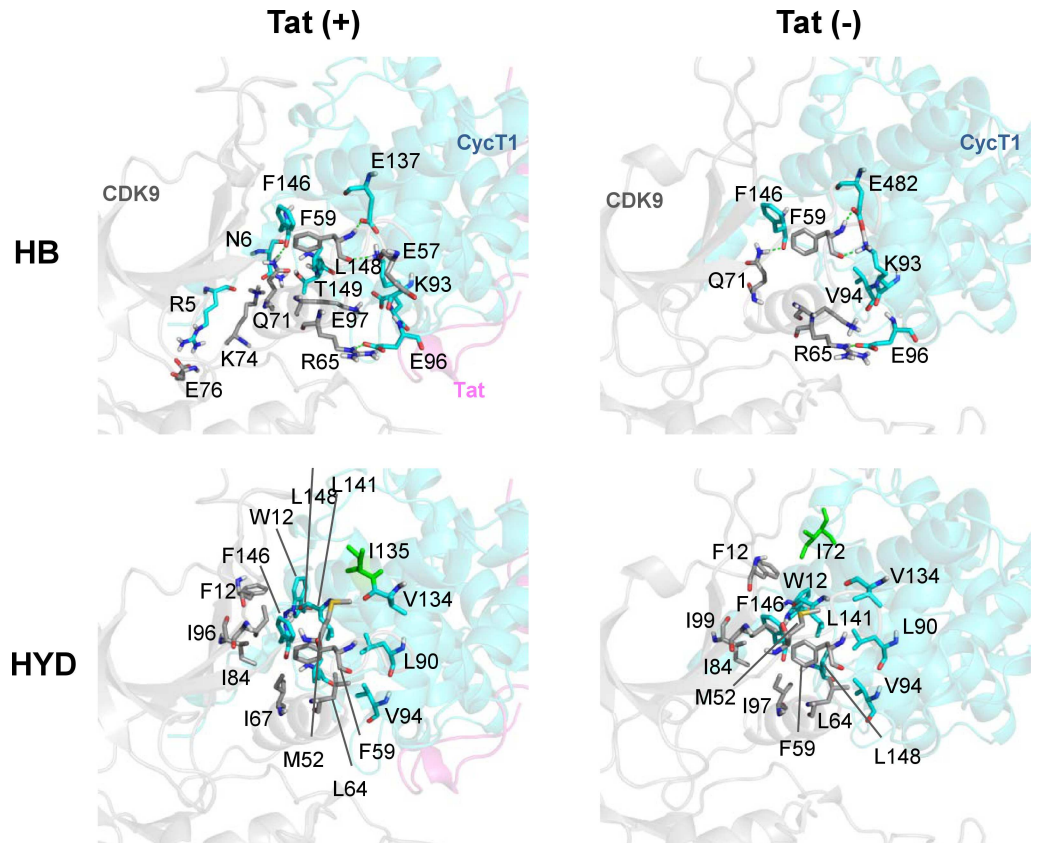 Tat (+)
Tat (-)
HB
CDK9
CycT1
E137
F146
F59
N6
E57
L148
K93
T149
R5
Q71
E97
K74
R65
E96
E76
Tat
CDK9
CycT1
E482
F146
F59
K93
Q71
V94
R65
E96
HYD
L148
L141
W12
I135
F146
F12
V134
I96
L90
I84
I67
V94
M52
F59
L64
I72
F12
W12
V134
F146
I99
L141
L90
I84
M52
V94
I97
L64
F59
L148